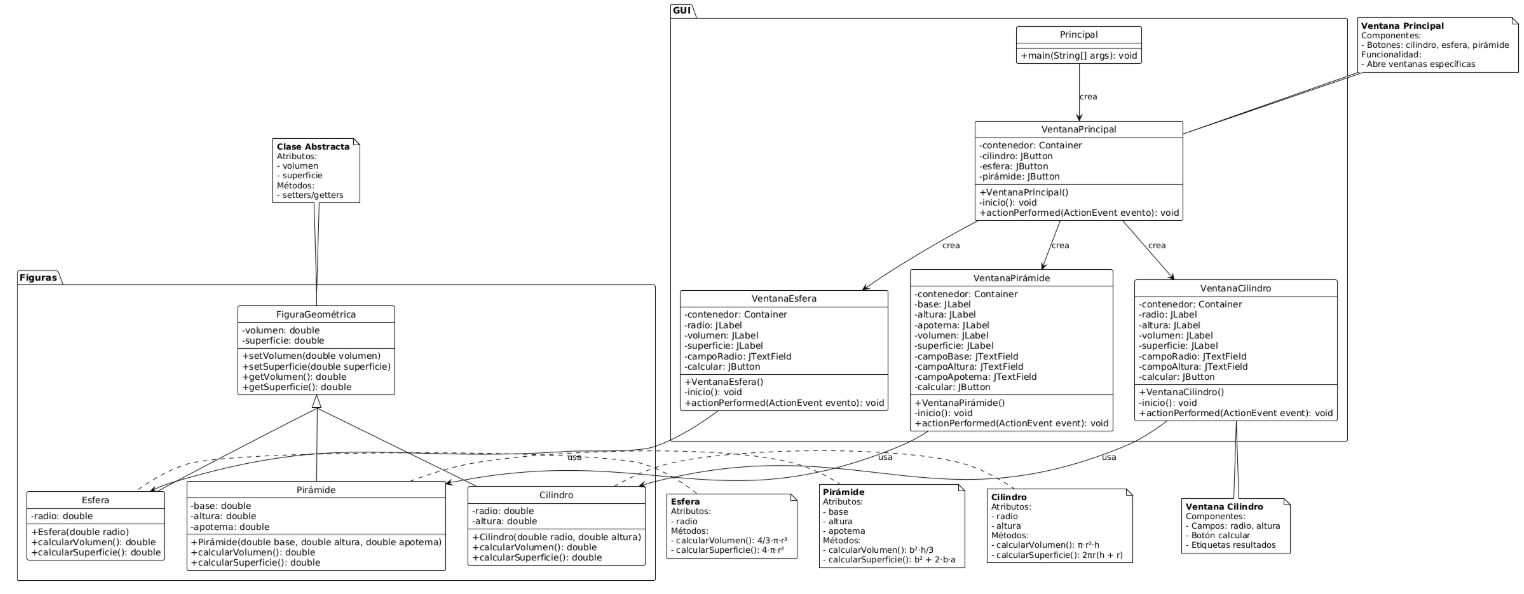 GUI
Principal
+main(String[] args): void
Ventana Principal
Componentes:
- Botones: cilindro, esfera, pirámide
Funcionalidad:
- Abre ventanas específicas
crea
VentanaPrincipal
-contenedor: Container
-cilindro: JButton
-esfera: JButton
-pirámide: JButton
+VentanaPrincipal()
-inicio(): void
+actionPerformed(ActionEvent evento): void
Clase Abstracta
Atributos:
- volumen
- superficie
Métodos:
- setters/getters
crea
crea
crea
Figuras
FiguraGeométrica
-volumen: double
-superficie: double
+setVolumen(double volumen)
+setSuperficie(double superficie)
+getVolumen(): double
+getSuperficie(): double
VentanaEsfera
-contenedor: Container
-radio: JLabel
-volumen: JLabel
-superficie: JLabel
-campoRadio: JTextField
-calcular: JButton
+VentanaEsfera()
-inicio(): void
+actionPerformed(ActionEvent evento): void
VentanaPirámide
-contenedor: Container
-base: JLabel
-altura: JLabel
-apotema: JLabel
-volumen: JLabel
-superficie: JLabel
-campoBase: JTextField
-campoAltura: JTextField
-campoApotema: JTextField
-calcular: JButton
+VentanaPirámide()
-inicio(): void
+actionPerformed(ActionEvent event): void
VentanaCilindro
-contenedor: Container
-radio: JLabel
-altura: JLabel
-volumen: JLabel
-superficie: JLabel
-campoRadio: JTextField
-campoAltura: JTextField
-calcular: JButton
+VentanaCilindro()
-inicio(): void
+actionPerformed(ActionEvent event): void
usa
usa
usa
Esfera
-radio: double
+Esfera(double radio)
+calcularVolumen(): double
+calcularSuperficie(): double
Pirámide
-base: double
-altura: double
-apotema: double
+Pirámide(double base, double altura, double apotema)
+calcularVolumen(): double
+calcularSuperficie(): double
Cilindro
-radio: double
-altura: double
+Cilindro(double radio, double altura)
+calcularVolumen(): double
+calcularSuperficie(): double
Esfera
Atributos:
- radio
Métodos:
- calcularVolumen(): 4/3·π·r³
- calcularSuperficie(): 4·π·r²
Pirámide
Atributos:
- base
- altura
- apotema
Métodos:
- calcularVolumen(): b²·h/3
- calcularSuperficie(): b² + 2·b·a
Cilindro
Atributos:
- radio
- altura
Métodos:
- calcularVolumen(): π·r²·h
- calcularSuperficie(): 2πr(h + r)
Ventana Cilindro
Componentes:
- Campos: radio, altura
- Botón calcular
- Etiquetas resultados